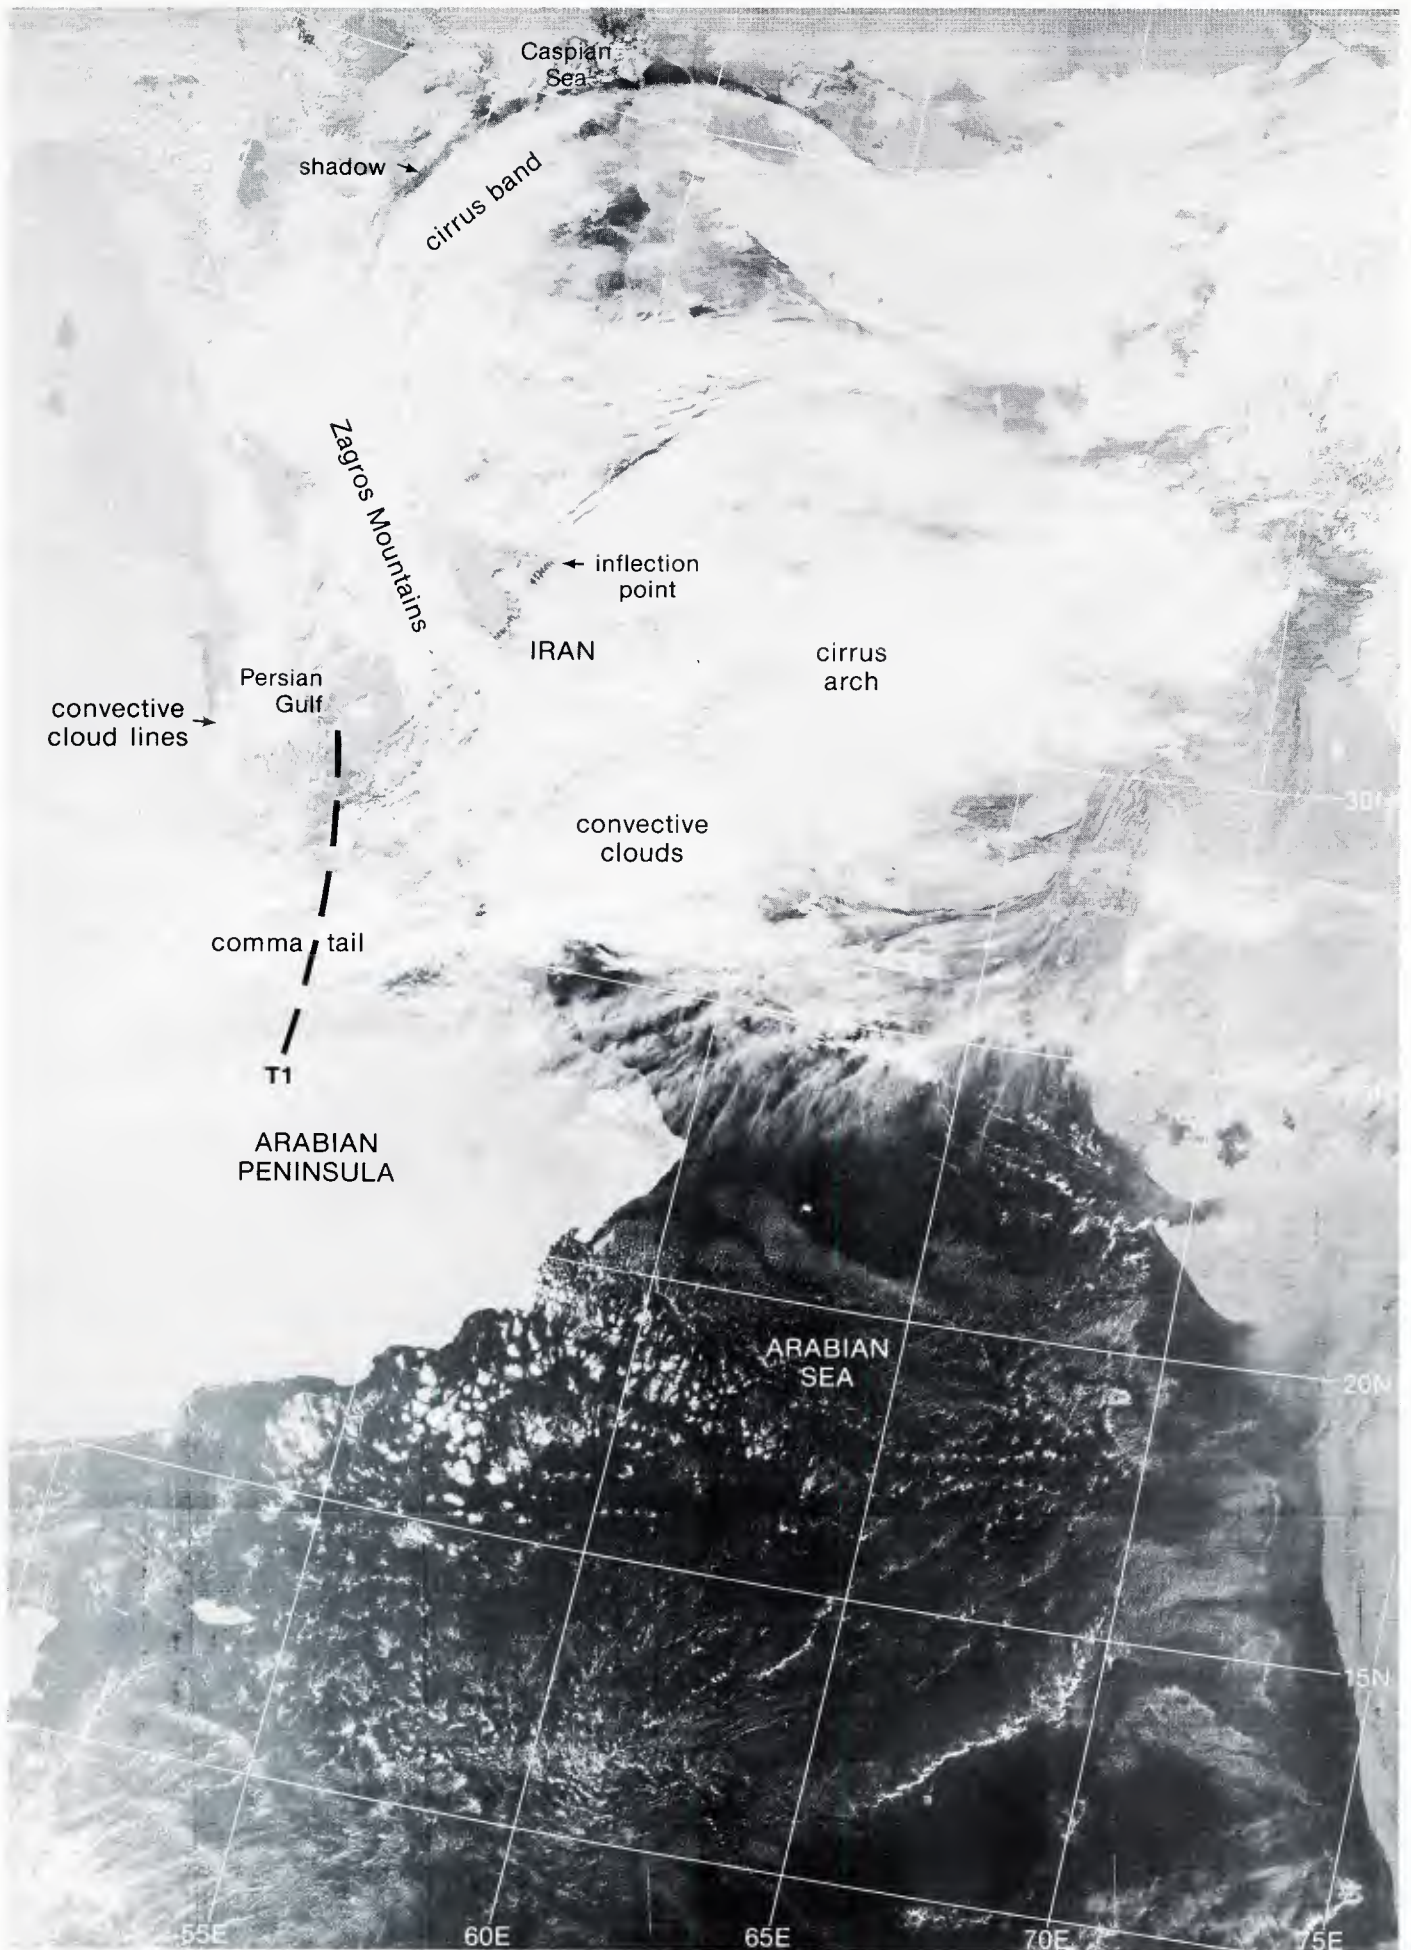 Caspian
Sea
shadow
cirrus band
Zagros Mountains
inflection
point
IRAN
cirrus
arch
Persian
Gulf
convective
cloud lines
30N
convective
clouds
comma tail
T1
ARABIAN
PENINSULA
ARABIAN
SEA
20N
15N
55E
60E
65E
70E
75E